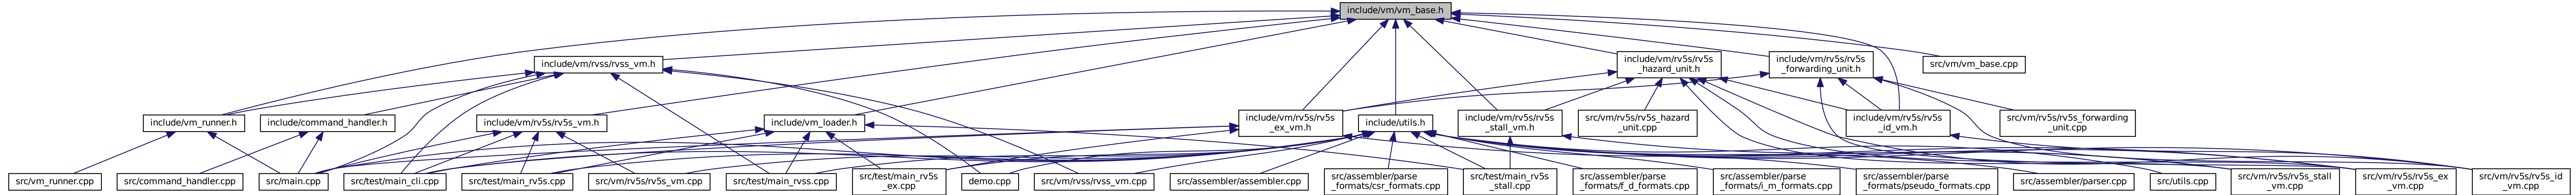 include/vm/vm_base.h
include/vm/rvss/rvss_vm.h
include/vm/rv5s/rv5s
_hazard_unit.h
include/vm/rv5s/rv5s
_forwarding_unit.h
src/vm/vm_base.cpp
include/vm_runner.h
include/command_handler.h
include/vm/rv5s/rv5s_vm.h
include/vm_loader.h
include/vm/rv5s/rv5s
_ex_vm.h
include/utils.h
include/vm/rv5s/rv5s
_stall_vm.h
src/vm/rv5s/rv5s_hazard
_unit.cpp
include/vm/rv5s/rv5s
_id_vm.h
src/vm/rv5s/rv5s_forwarding
_unit.cpp
src/vm_runner.cpp
src/command_handler.cpp
src/main.cpp
src/test/main_cli.cpp
src/test/main_rv5s.cpp
src/vm/rv5s/rv5s_vm.cpp
src/test/main_rvss.cpp
src/test/main_rv5s
_ex.cpp
demo.cpp
src/vm/rvss/rvss_vm.cpp
src/assembler/assembler.cpp
src/assembler/parse
_formats/csr_formats.cpp
src/test/main_rv5s
_stall.cpp
src/assembler/parse
_formats/f_d_formats.cpp
src/assembler/parse
_formats/i_m_formats.cpp
src/assembler/parse
_formats/pseudo_formats.cpp
src/assembler/parser.cpp
src/utils.cpp
src/vm/rv5s/rv5s_stall
_vm.cpp
src/vm/rv5s/rv5s_ex
_vm.cpp
src/vm/rv5s/rv5s_id
_vm.cpp